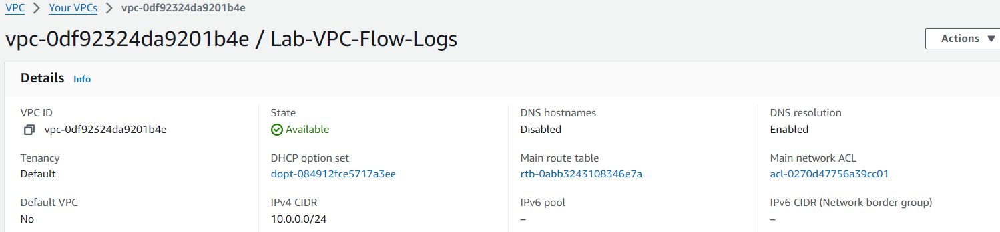 VPC > Your VPCs > vpc-0df92324da9201b4e
vpc-0df92324da9201b4e / Lab-VPC-Flow-Logs
Actions
Details Info
VPC ID
vpc-0df92324da9201b4e
State
Available
DNS hostnames
Disabled
DNS resolution
Enabled
Tenancy
Default
DHCP option set
dopt-084912fce5717a3ee
Main route table
rtb-0abb3243108346e7a
Main network ACL
acl-0270d47756a39cc01
Default VPC
No
IPv4 CIDR
10.0.0.0/24
IPv6 pool
–
IPv6 CIDR (Network border group)
–